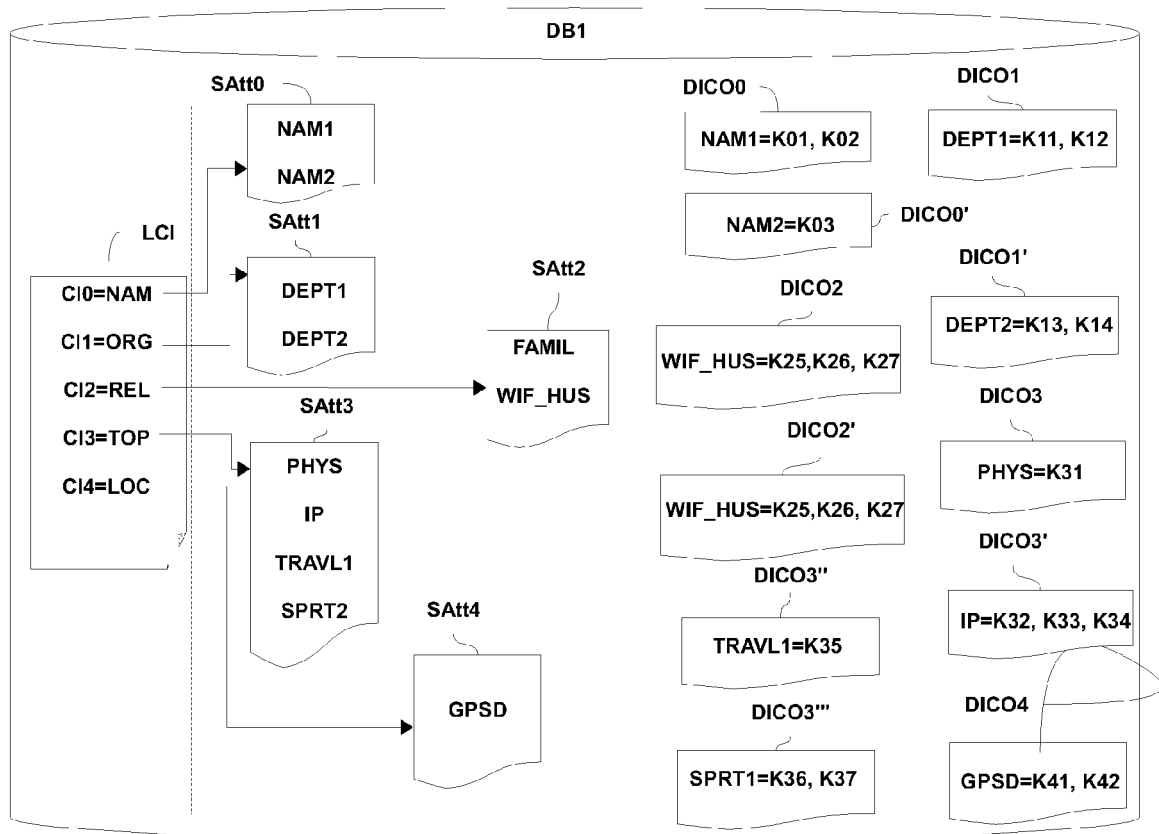 DB1
SAtt0
NAM1
NAM2
SAtt1
DEPT1
DEPT2
LCI
CI0=NAM
CI1=ORG
CI2=REL
CI3=TOP
CI4=LOC
SAtt2
FAMIL
WIF_HUS
SAtt3
PHYS
IP
TRAVL1
SPRT2
SAtt4
GPSD
DICO0
NAM1=K01, K02
NAM2=K03
DICO0'
DICO2
WIF_HUS=K25,K26, K27
DICO2'
WIF_HUS=K25,K26, K27
DICO3''
TRAVL1=K35
DICO3'''
SPRT1=K36, K37
DICO1
DEPT1=K11, K12
DICO1'
DEPT2=K13, K14
DICO3
PHYS=K31
DICO3'
IP=K32, K33, K34
DICO4
GPSD=K41, K42